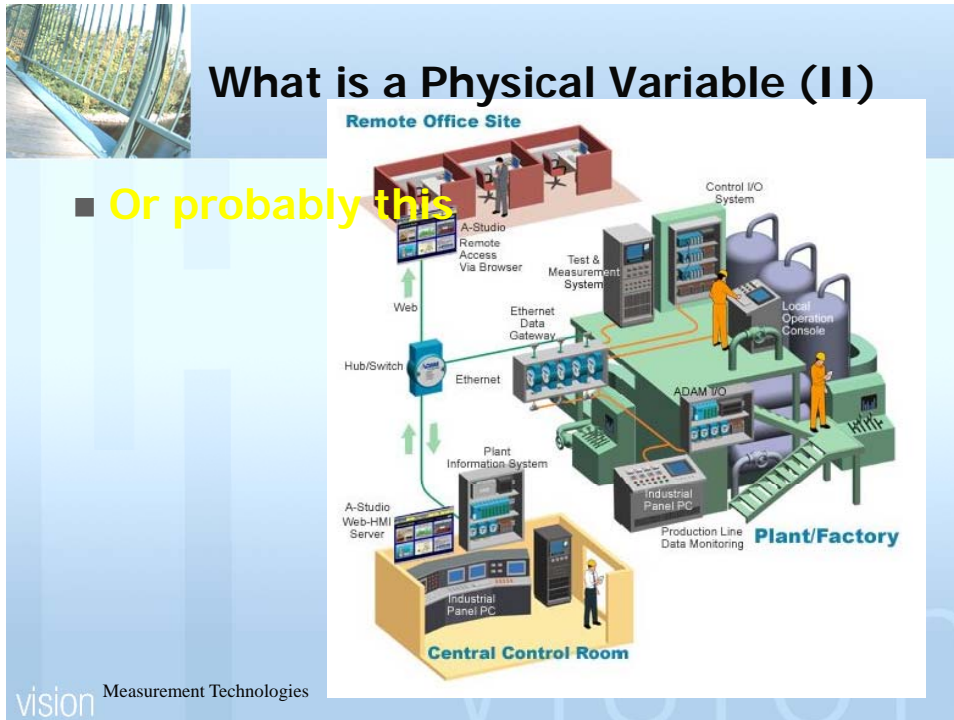 What is a Physical Variable (II)
Remote Office Site
■ Or probably this
A-Studio
Remote
Access
Via Browser
Control I/O
System
Test &
Measurement
System
Web
Ethernet
Data
Gateway
Local
Operation
Console
Hub/Switch
Ethernet
ADAM I/O
Plant
Information System
Industrial
Panel PC
A-Studio
Web-HMI
Server
Production Line
Data Monitoring
Plant/Factory
Industrial
Panel PC
Central Control Room
vision
Measurement Technologies